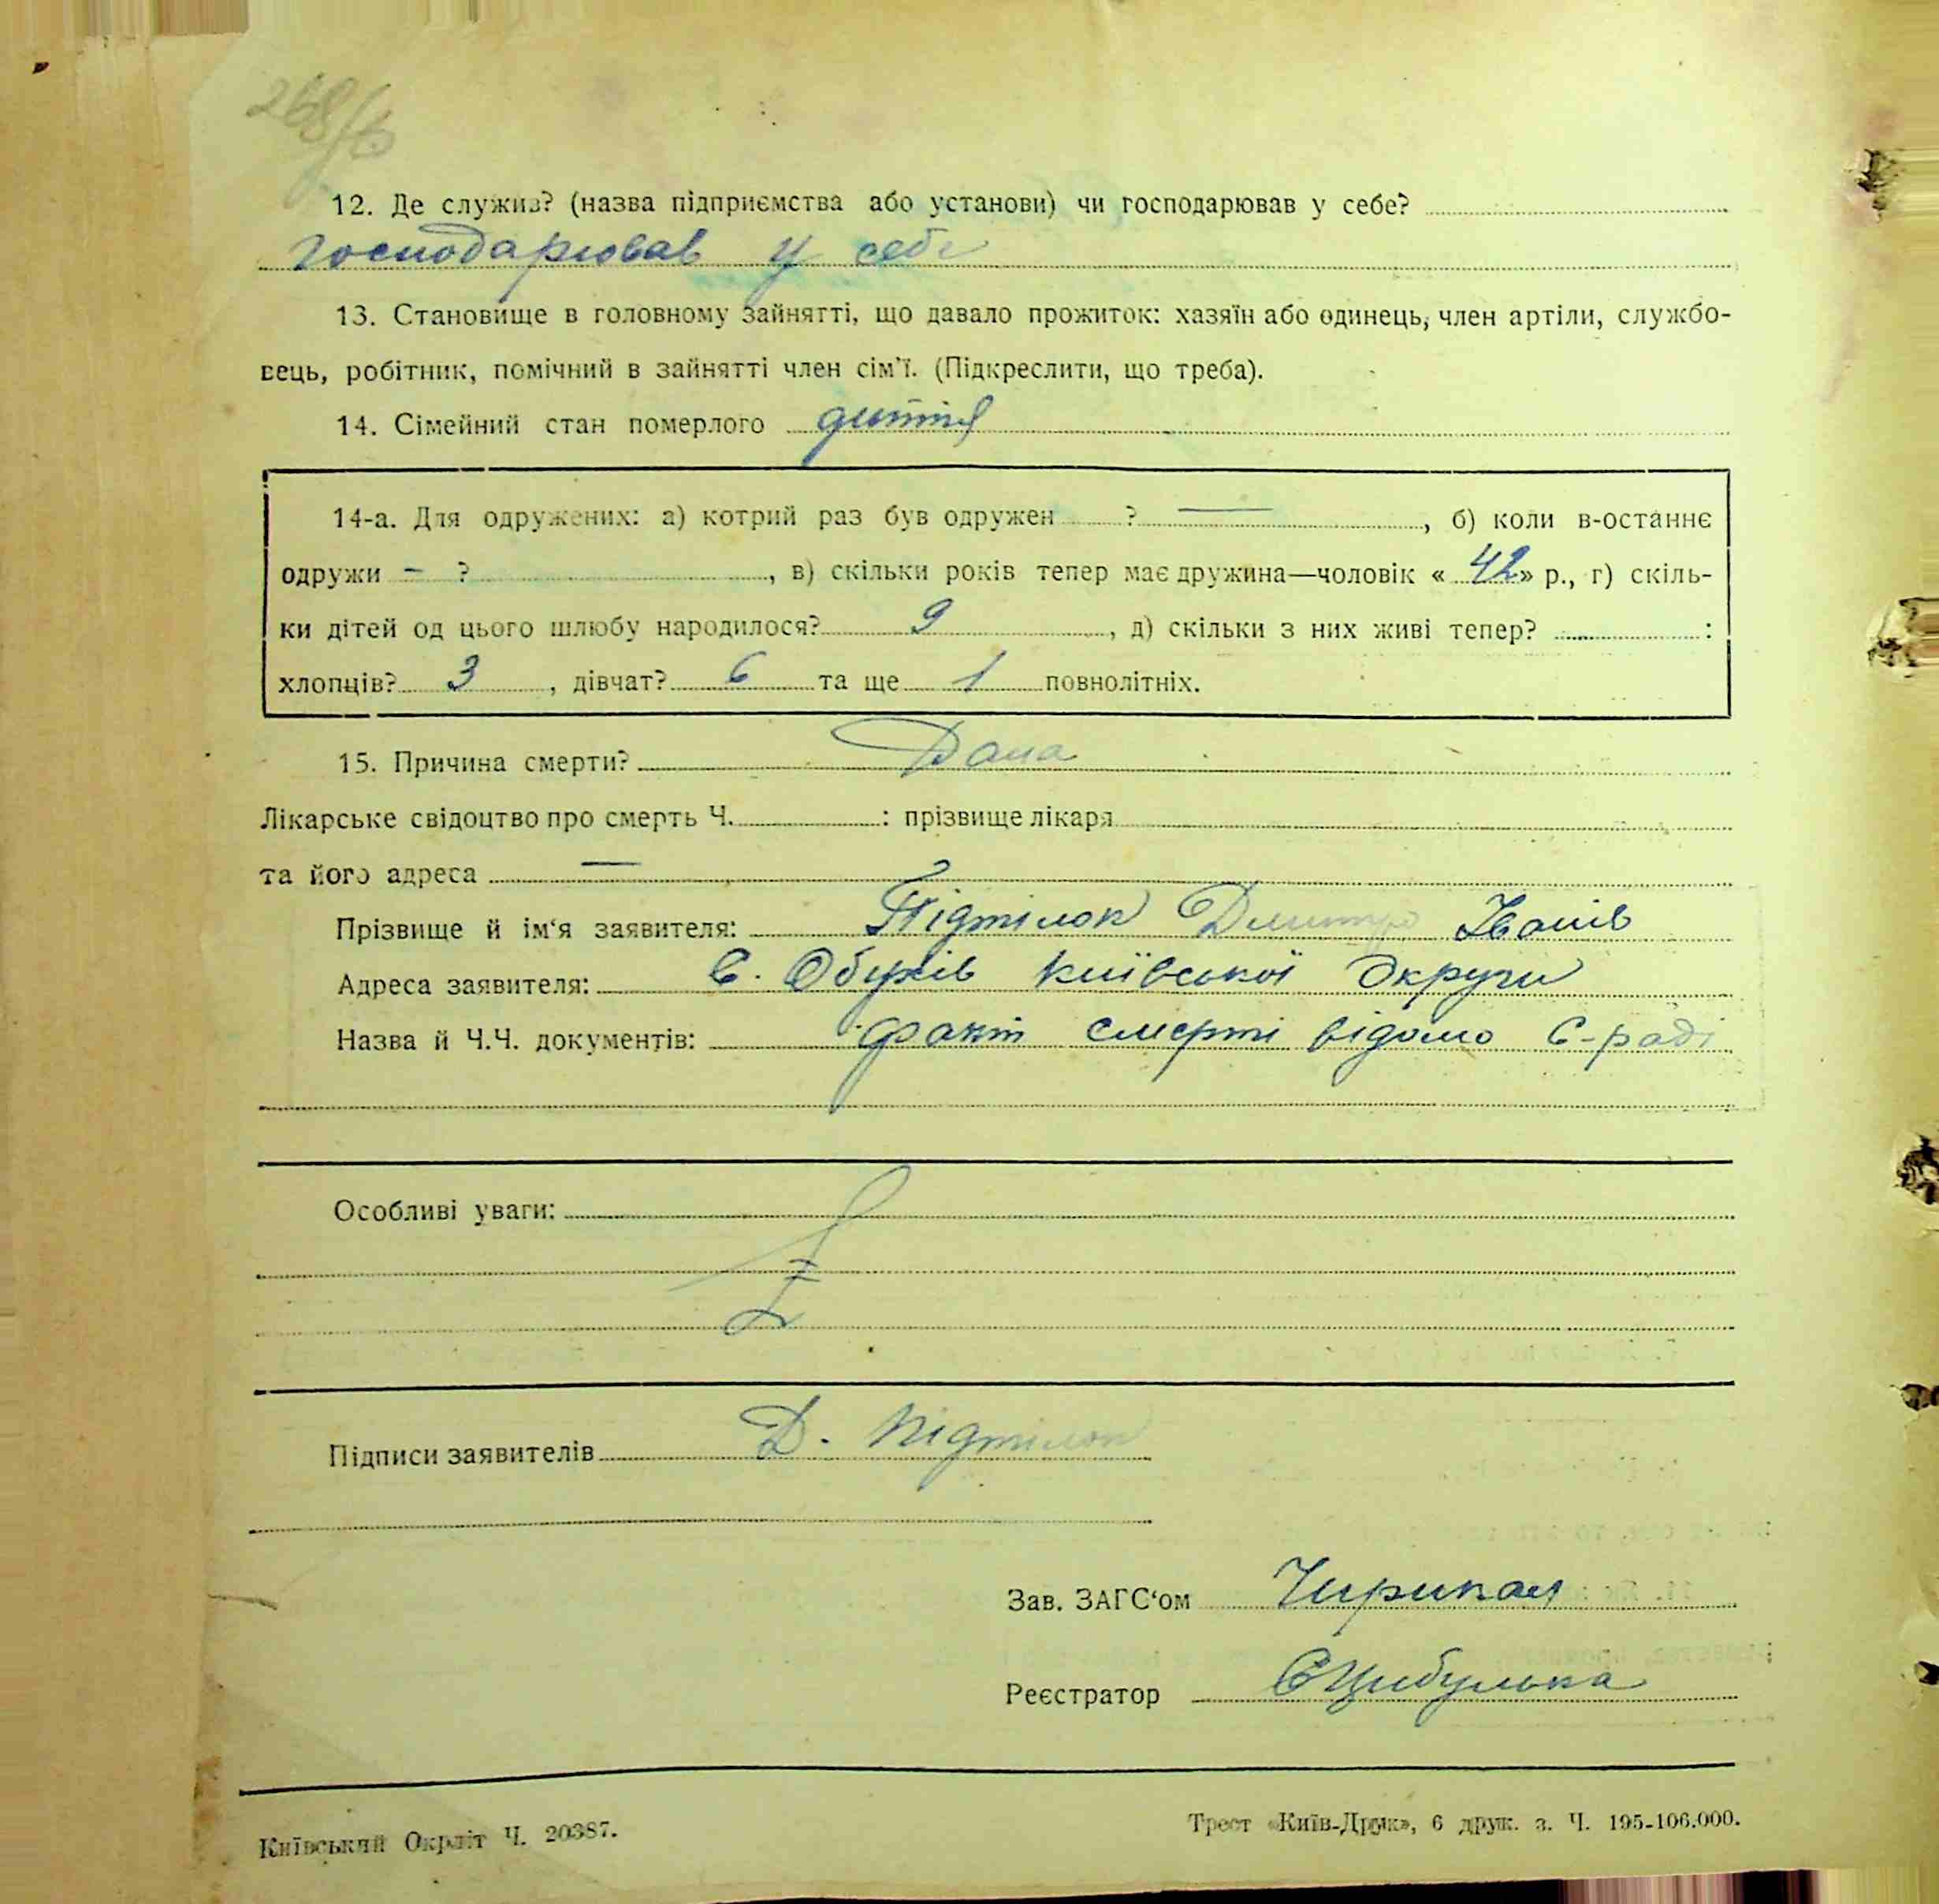 268/б
12. Де служив? (назва підприємства або установи) чи господарював у себе?
Господарював у себе
13. Становище в головному зайнятті, що давало прожиток: хазяїн або одинець, член артіли, службо-
вець, робітник, помічний в зайнятті член сім'ї. (Підкреслити, що треба).
14. Сімейний стан померлого дитня
14-а. Для одружених: а) котрий раз був одружен ? —, б) коли в-останнє
одружи – ?, в) скільки років тепер має дружина—чоловік « 42 » р., г) скіль-
ки дітей од цього шлюбу народилося? 9, д) скільки з них живі тепер? :
хлопців? 3, дівчат? 6 та ще 1 повнолітніх.
15. Причина смерти?
Лікарське свідоцтво про смерть Ч. : прізвище лікаря
та його адреса —
Прізвище й ім'я заявителя: Підтілок Дмитро Іванів
Адреса заявителя: С. Обухів Київської Округи
Назва й Ч.Ч. документів: факт смерті відомо С-раді
Особливі уваги:
Підписи заявителів Д. Підтілок
Зав. ЗАГС'ом
Реєстратор Є Цибулька
Київський Окрліт Ч. 20387.
Трест «Київ-Друк», 6 друк. з. Ч. 195-106.000.